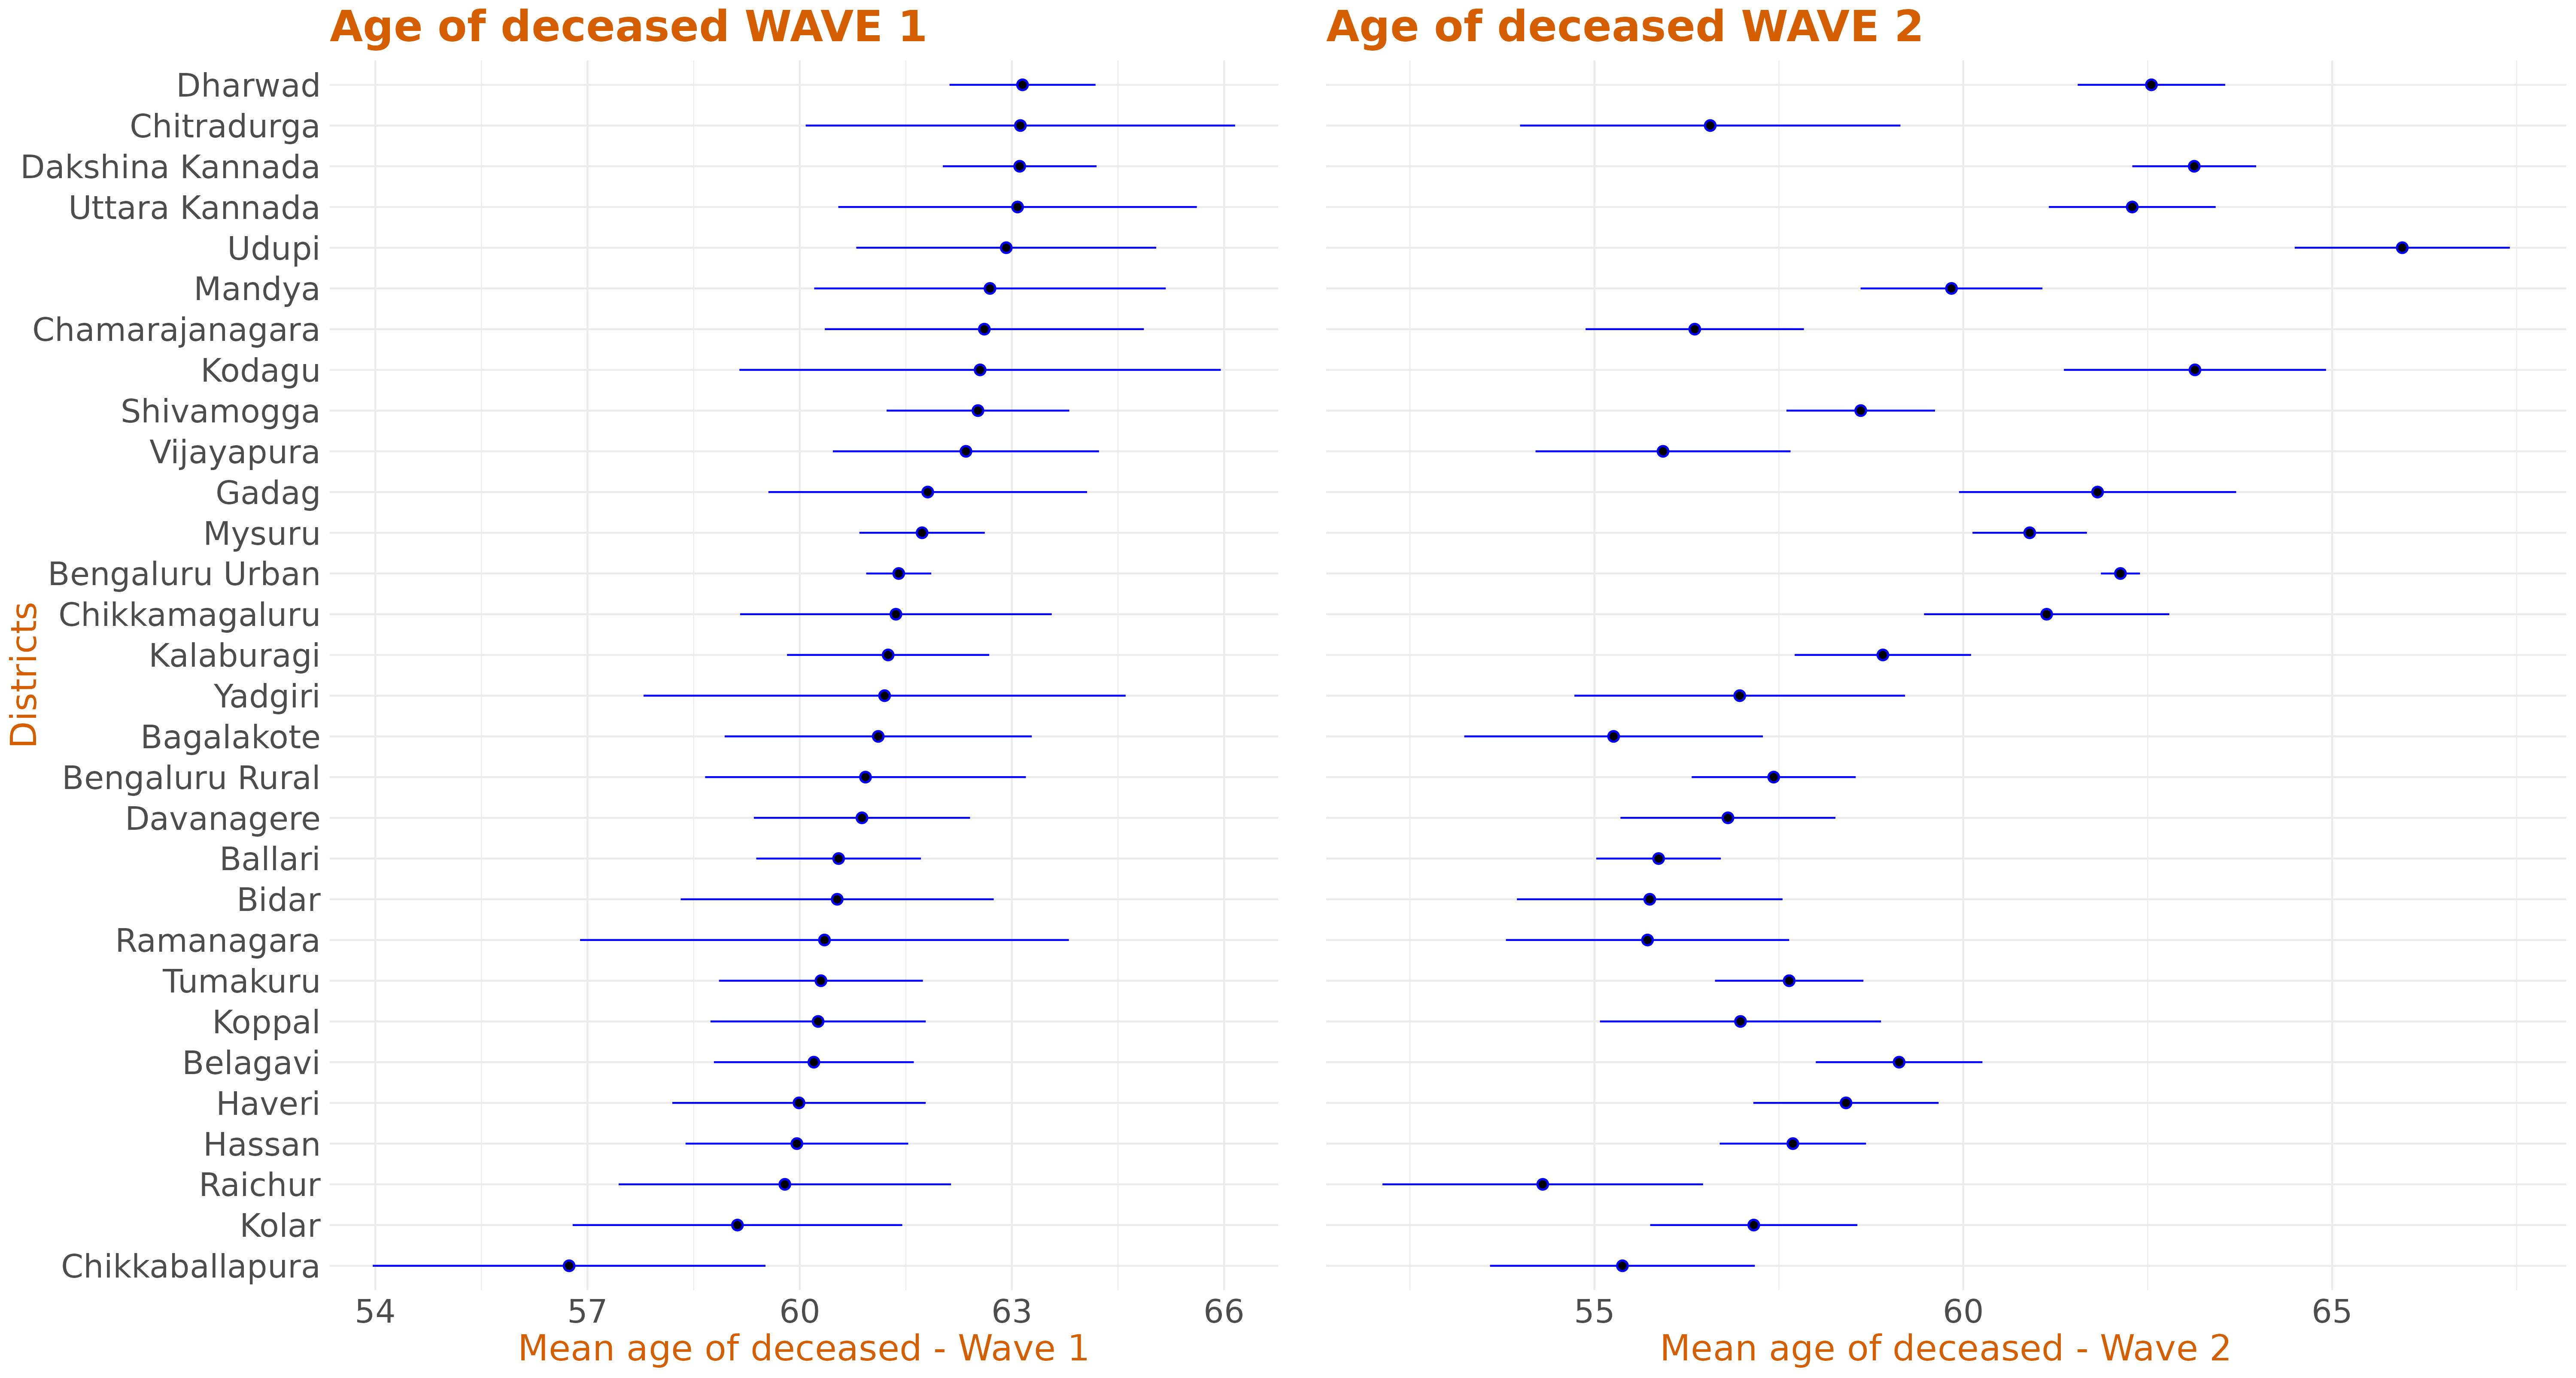 Age of deceased WAVE 1
Age of deceased WAVE 2
Districts
Dharwad
Chitradurga
Dakshina Kannada
Uttara Kannada
Udupi
Mandya
Chamarajanagara
Kodagu
Shivamogga
Vijayapura
Gadag
Mysuru
Bengaluru Urban
Chikkamagaluru
Kalaburagi
Yadgiri
Bagalakote
Bengaluru Rural
Davanagere
Ballari
Bidar
Ramanagara
Tumakuru
Koppal
Belagavi
Haveri
Hassan
Raichur
Kolar
Chikkaballapura
54 57 60 63 66
55 60 65
Mean age of deceased - Wave 1
Mean age of deceased - Wave 2